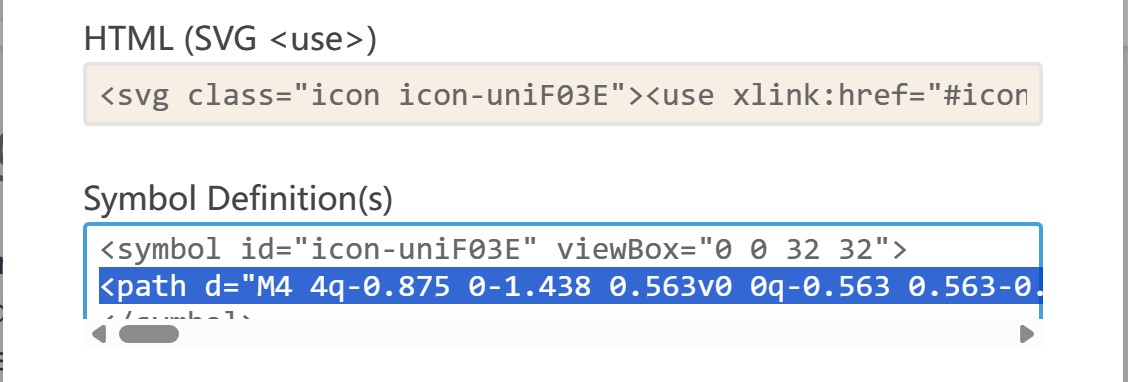 HTML (SVG <use>)
<svg class="icon icon-uniF03E"><use xlink:href="#icon
Symbol Definition(s)
<symbol id="icon-uniF03E" viewBox="0 0 32 32">
<path d="M4 4q-0.875 0-1.438 0.563v0 0q-0.563 0.563-0.
</symbol>